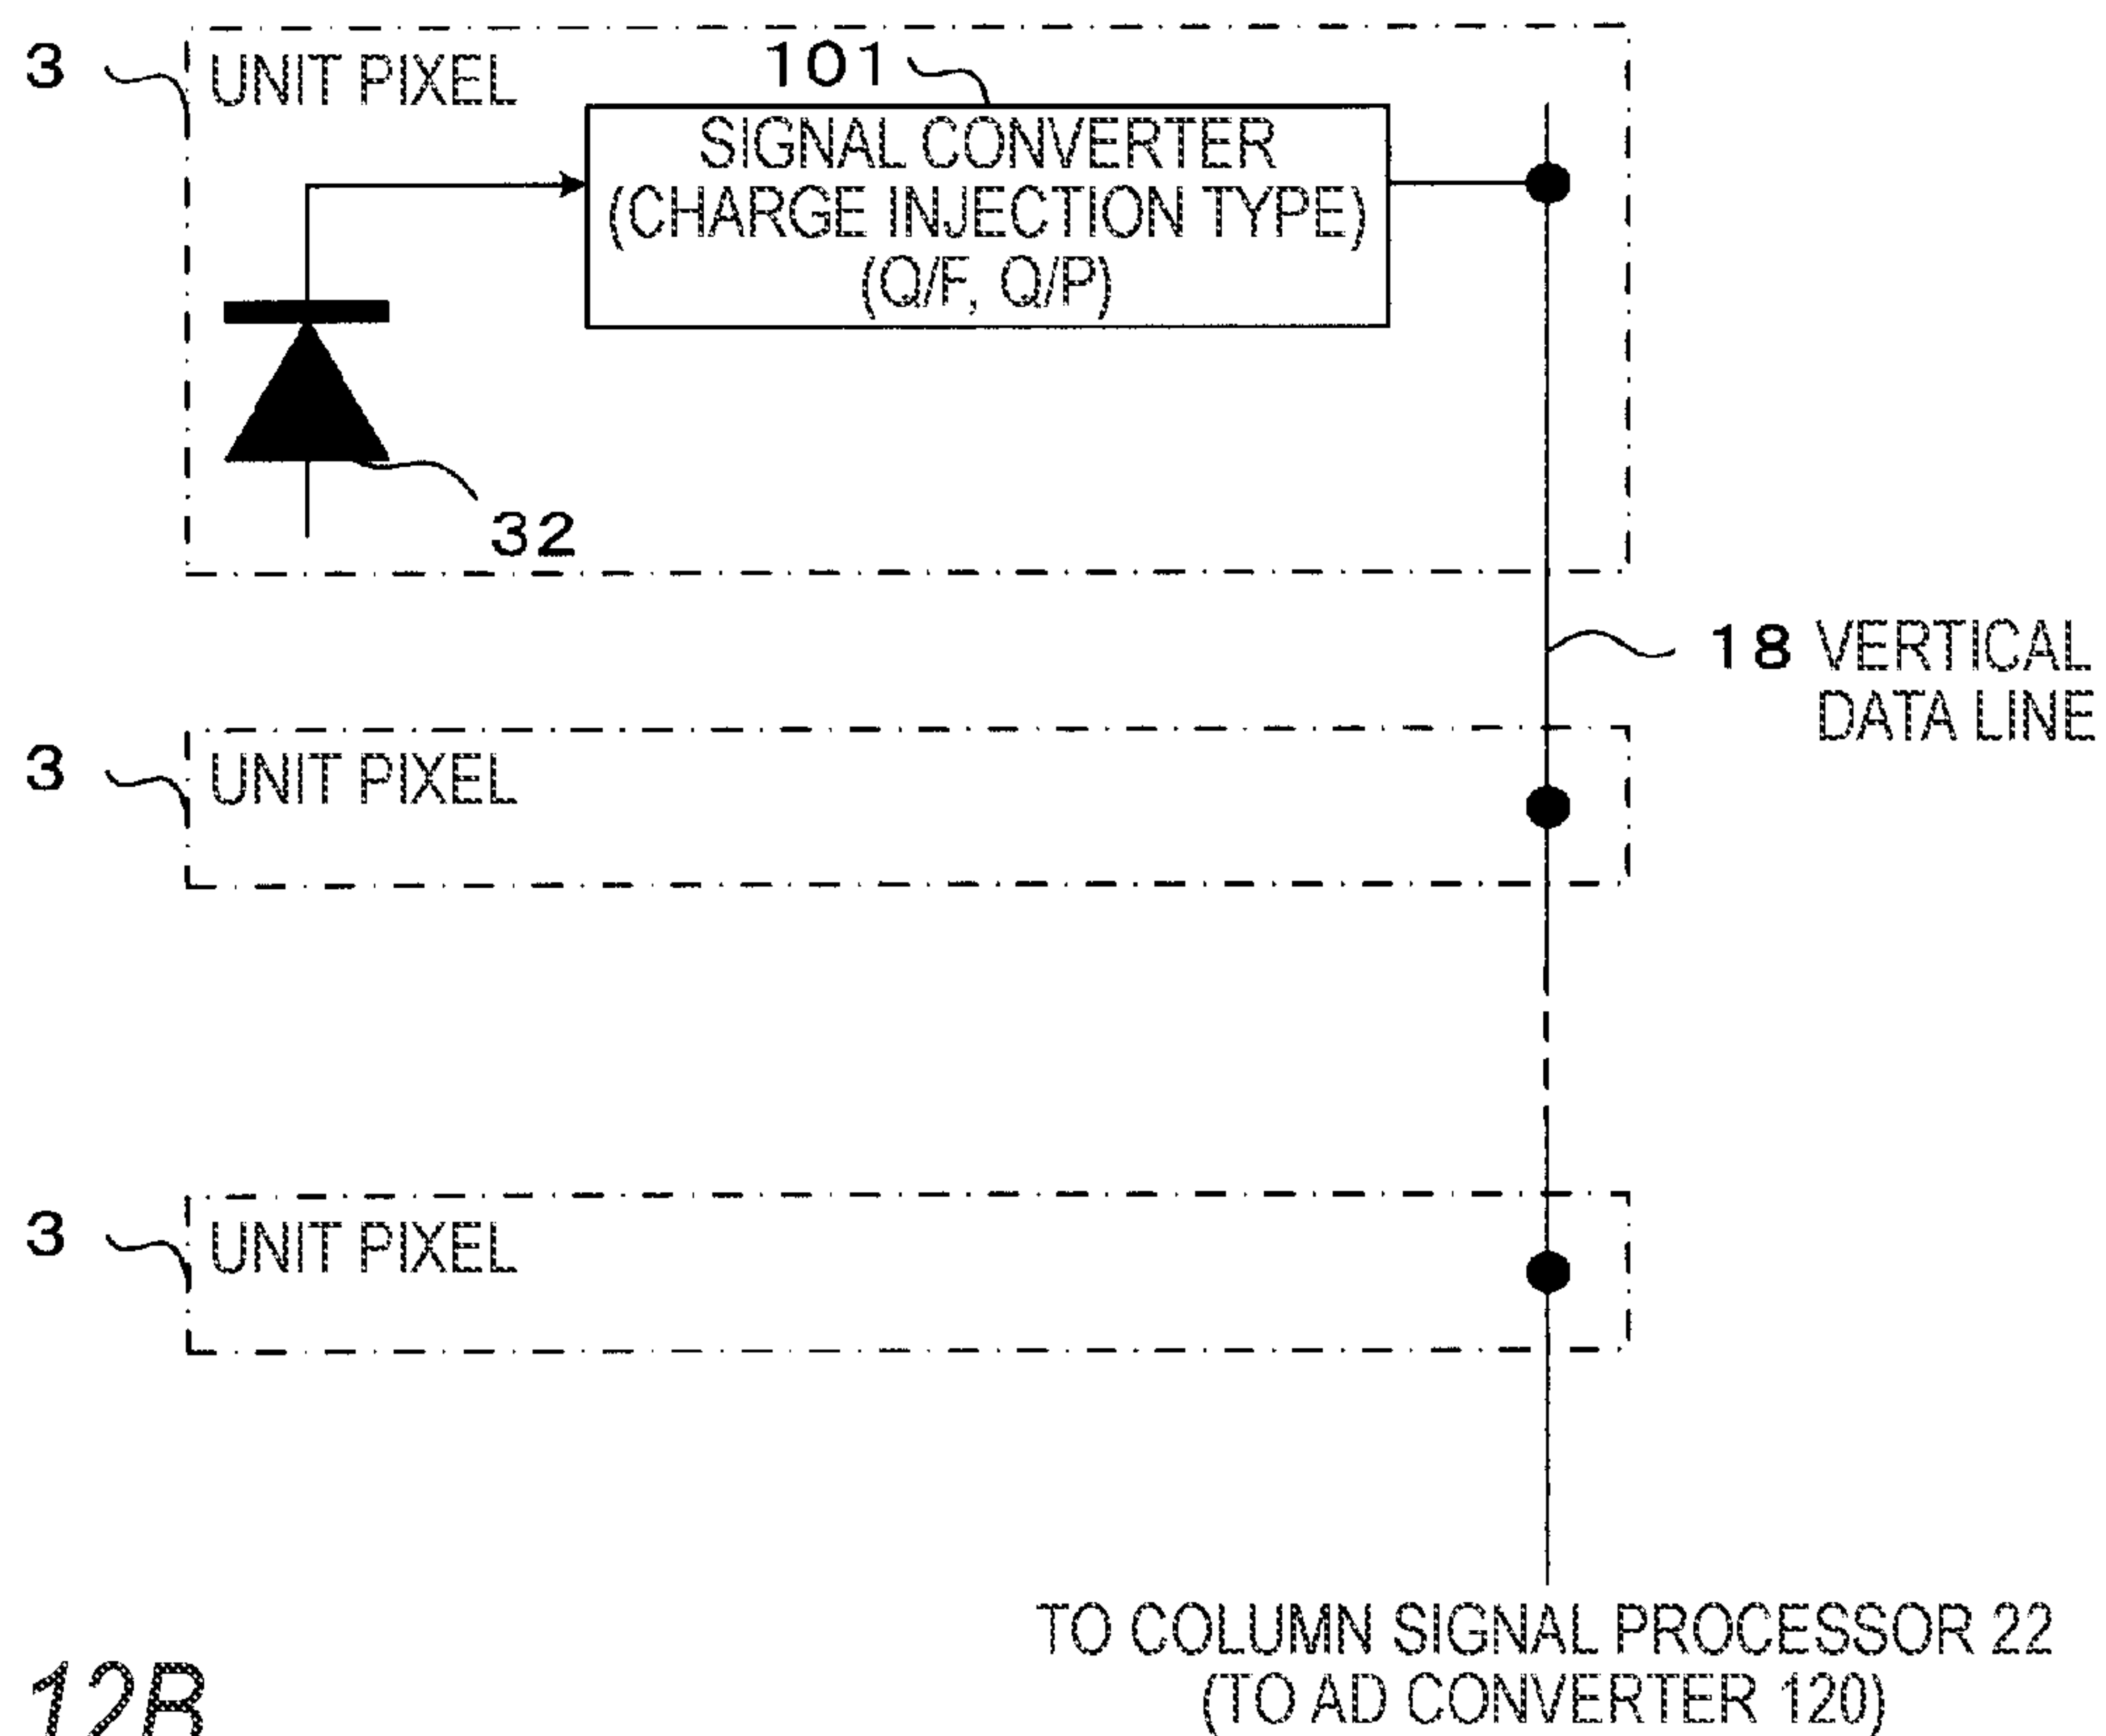 3
UNIT PIXEL
101
SIGNAL CONVERTER
(CHARGE INJECTION TYPE)
(Q/F, Q/P)
32
18 VERTICAL
DATA LINE
3
UNIT PIXEL
3
UNIT PIXEL
TO COLUMN SIGNAL PROCESSOR 22
(TO AD CONVERTER 120)
12B